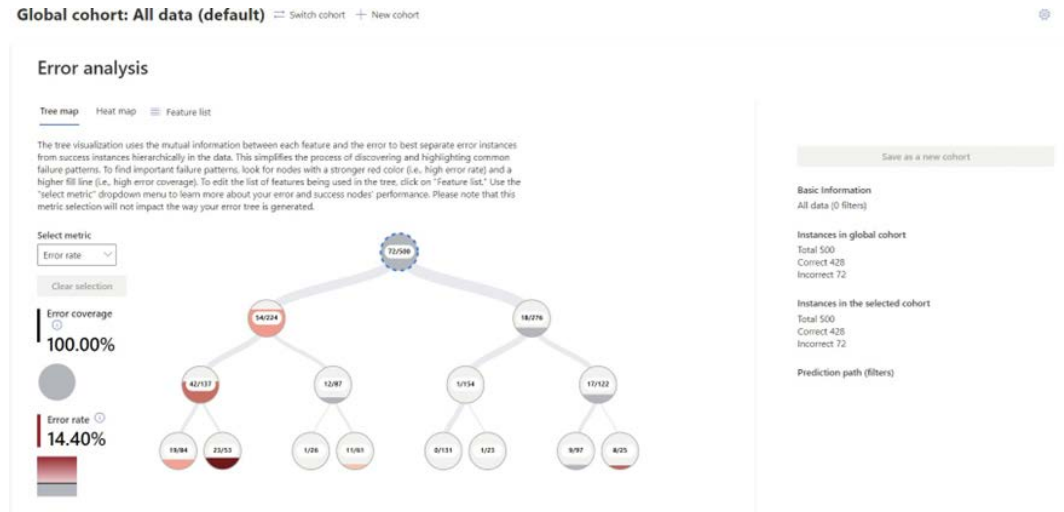 Global cohort: All data (default) Switch cohort New cohort
Error analysis
Tree map Heat map Feature list
The tree visualization uses the mutual information between each feature and the error to best separate error instances
from success instances hierarchically in the data. This simplifies the process of discovering and highlighting common
failure patterns. To find important failure patterns, look for nodes with a stronger red color (i.e., high error rate) and a
higher fill line (i.e., high error coverage). To edit the list of features being used in the tree, click on "Feature list." Use the
"select metric" dropdown menu to learn more about your error and success nodes' performance. Please note that this
metric selection will not impact the way your error tree is generated.
Select metric
Error rate
Clear selection
Error coverage
100.00%
Error rate
14.40%
72/500
54/224 18/276
42/137 12/87 1/154 17/122
19/84 23/53 1/26 11/61 0/131 1/23 9/97 8/25
Save as a new cohort
Basic Information
All data (0 filters)
Instances in global cohort
Total 500
Correct 428
Incorrect 72
Instances in the selected cohort
Total 500
Correct 428
Incorrect 72
Prediction path (filters)